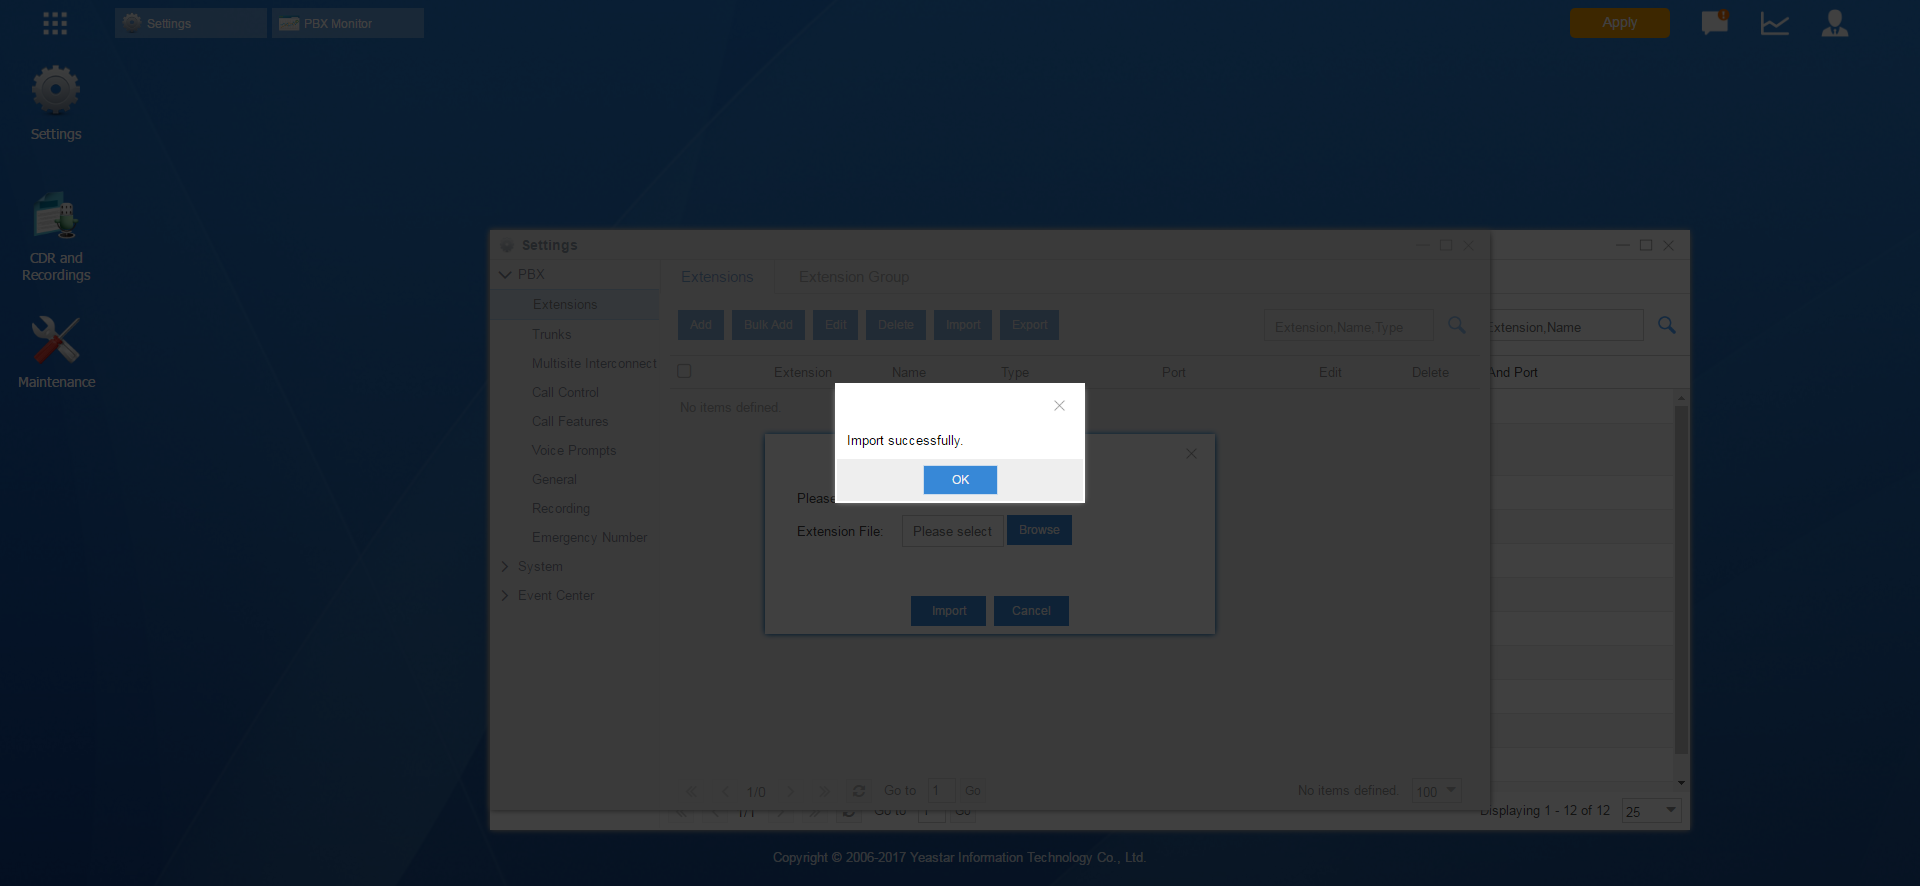 Settings
PBX Monitor
Apply
Settings
CDR and
Recordings
Maintenance
Settings
PBX
Extensions
Trunks
Multisite Interconnect
Call Control
Call Features
Voice Prompts
General
Recording
Emergency Number
System
Event Center
Extensions
Extension Group
Add
Bulk Add
Edit
Delete
Import
Export
Extension,Name,Type
Extension,Name
Extension
Name
Type
Port
Edit
Delete
And Port
No items defined.
Import successfully.
OK
Please
Extension File:
Please select
Browse
Import
Cancel
1/0
Go to
1
Go
No items defined.
100
1/1
Go to
1
Go
Displaying 1 - 12 of 12
25
Copyright © 2006-2017 Yeastar Information Technology Co., Ltd.